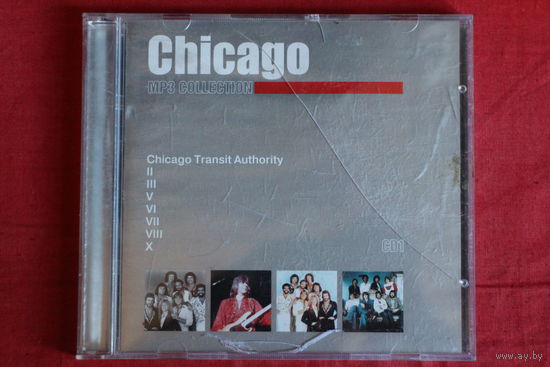 Chicago
MP3 COLLECTION
Chicago Transit Authority
II
III
V
VI
VII
VIII
X
CD1
www.ay.by